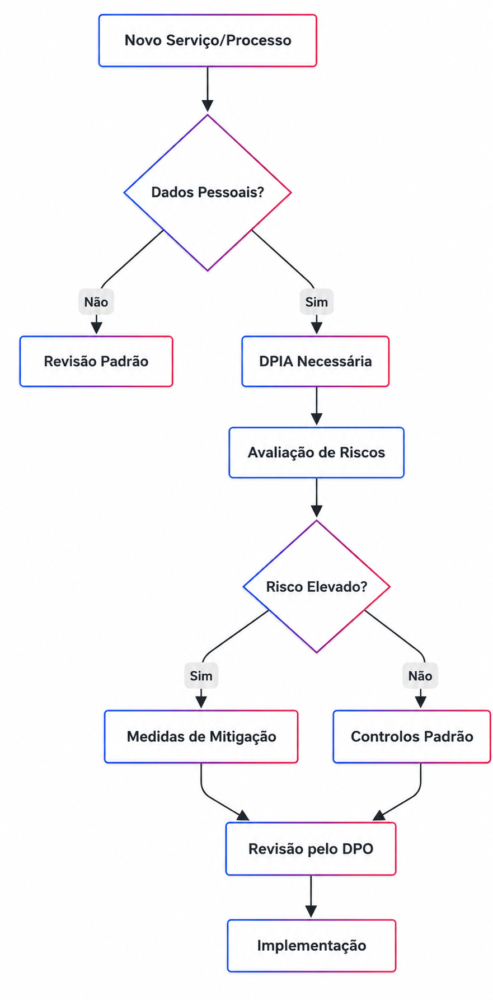 Novo Serviço/Processo
Dados Pessoais?
Não
Sim
Revisão Padrão
DPIA Necessária
Avaliação de Riscos
Risco Elevado?
Sim
Não
Medidas de Mitigação
Controlos Padrão
Revisão pelo DPO
Implementação